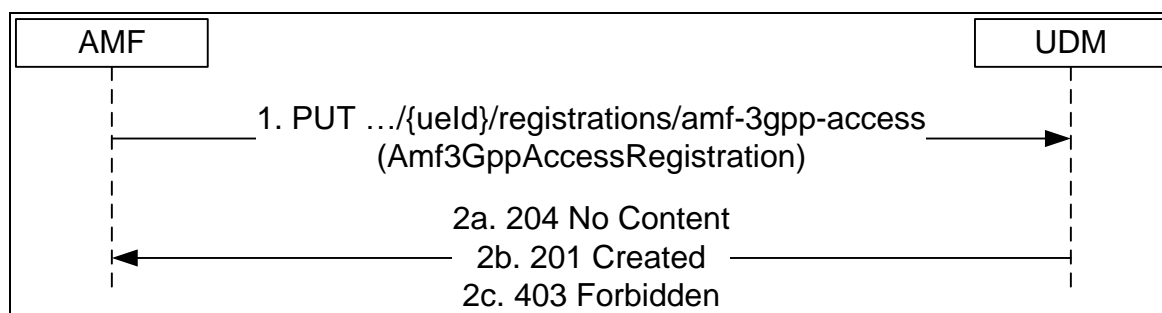 AMF
UDM
1. PUT …/{ueId}/registrations/amf-3gpp-access
(Amf3GppAccessRegistration)
2a. 204 No Content
2b. 201 Created
2c. 403 Forbidden